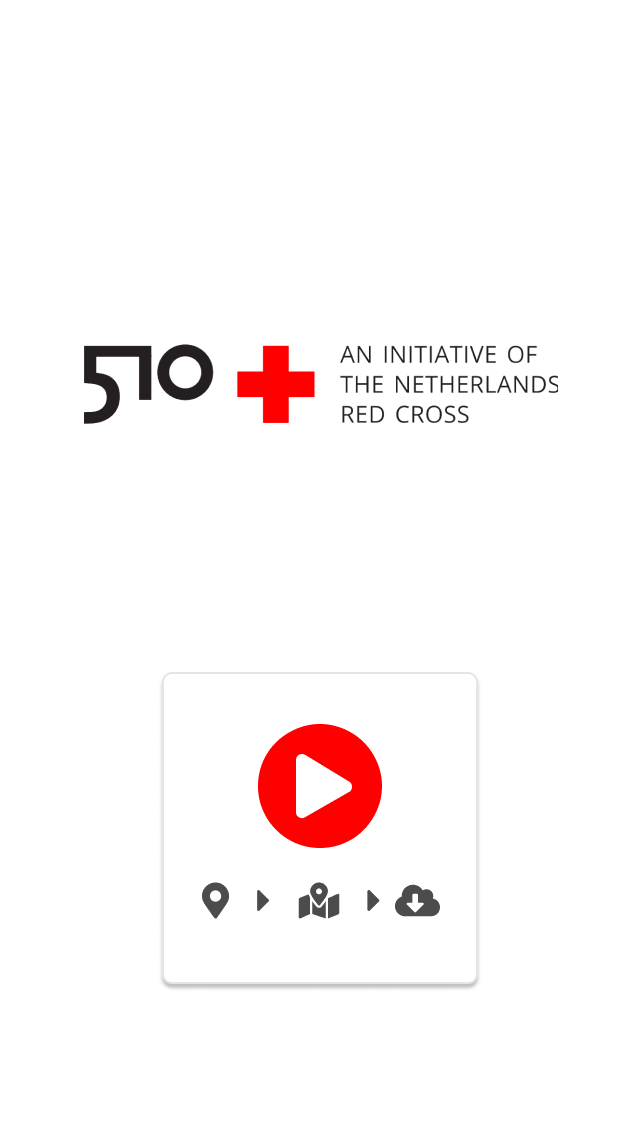 510
AN INITIATIVE OF
THE NETHERLANDS
RED CROSS